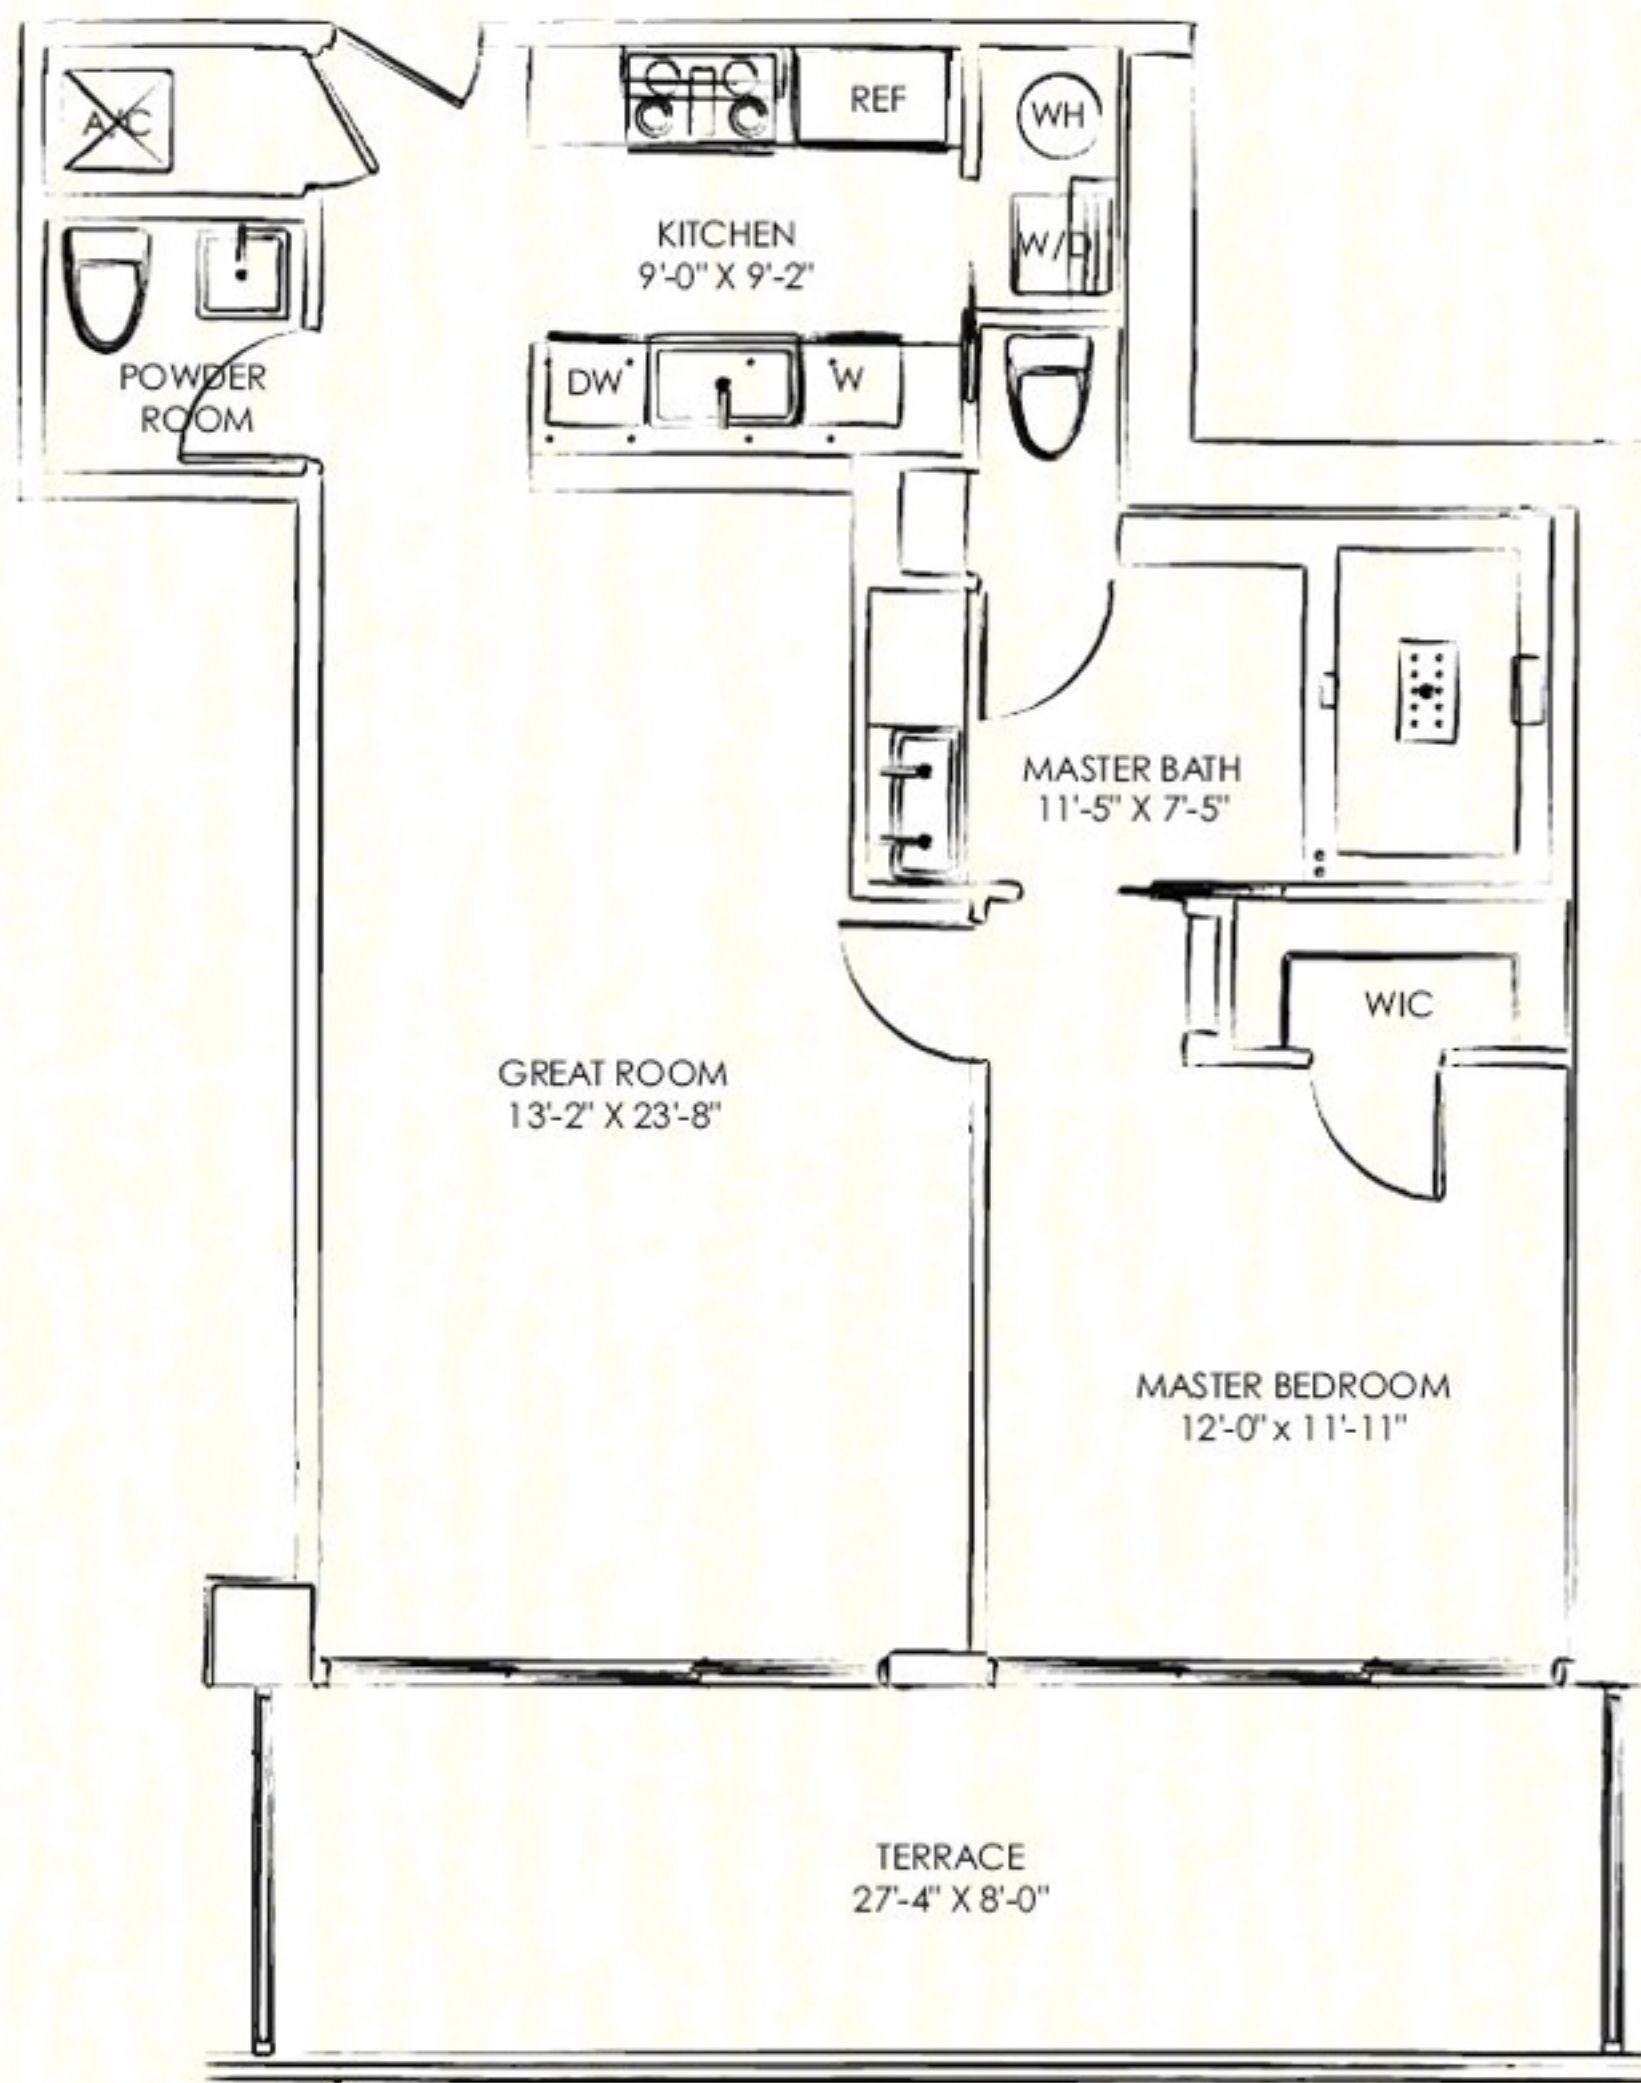 A/C
REF
WH
KITCHEN
9'-0" X 9'-2"
W/D
POWDER
ROOM
DW
W
MASTER BATH
11'-5" X 7'-5"
WIC
GREAT ROOM
13'-2" X 23'-8"
MASTER BEDROOM
12'-0" x 11'-11"
TERRACE
27'-4" X 8'-0"